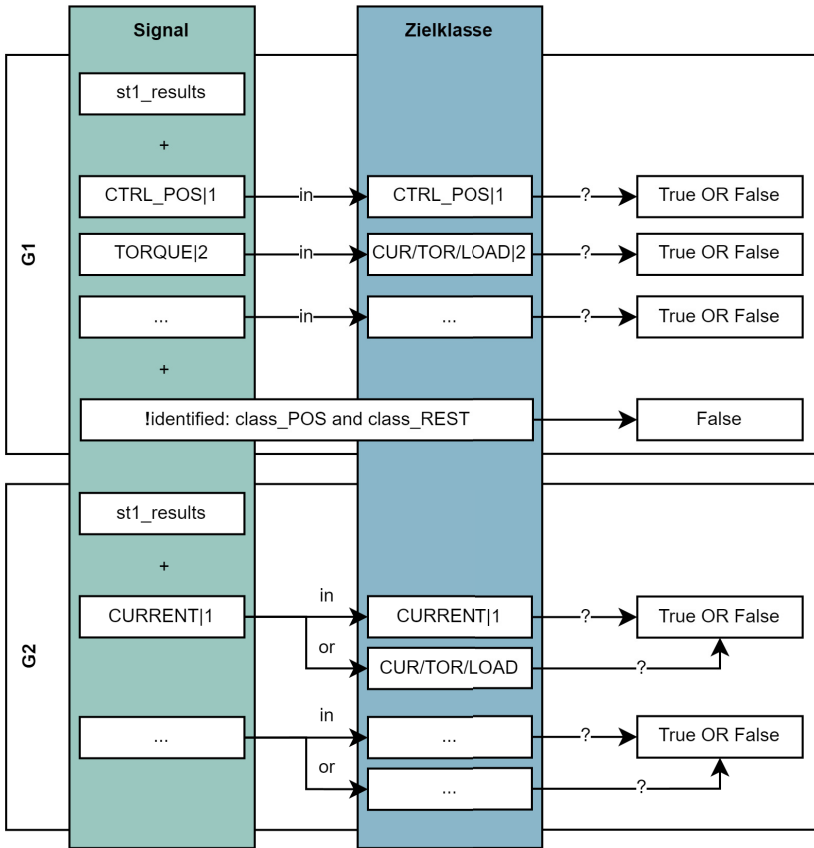 Signal Zielklasse
G1
st1_results
+
CTRL_POS|1 in CTRL_POS|1 ? True OR False
TORQUE|2 in CUR/TOR/LOAD|2 ? True OR False
... in ... ? True OR False
+
!identified: class_POS and class_REST False
G2
st1_results
+
in
CURRENT|1 CURRENT|1 ? True OR False
or
CUR/TOR/LOAD ?
in
... ... ? True OR False
or
... ?